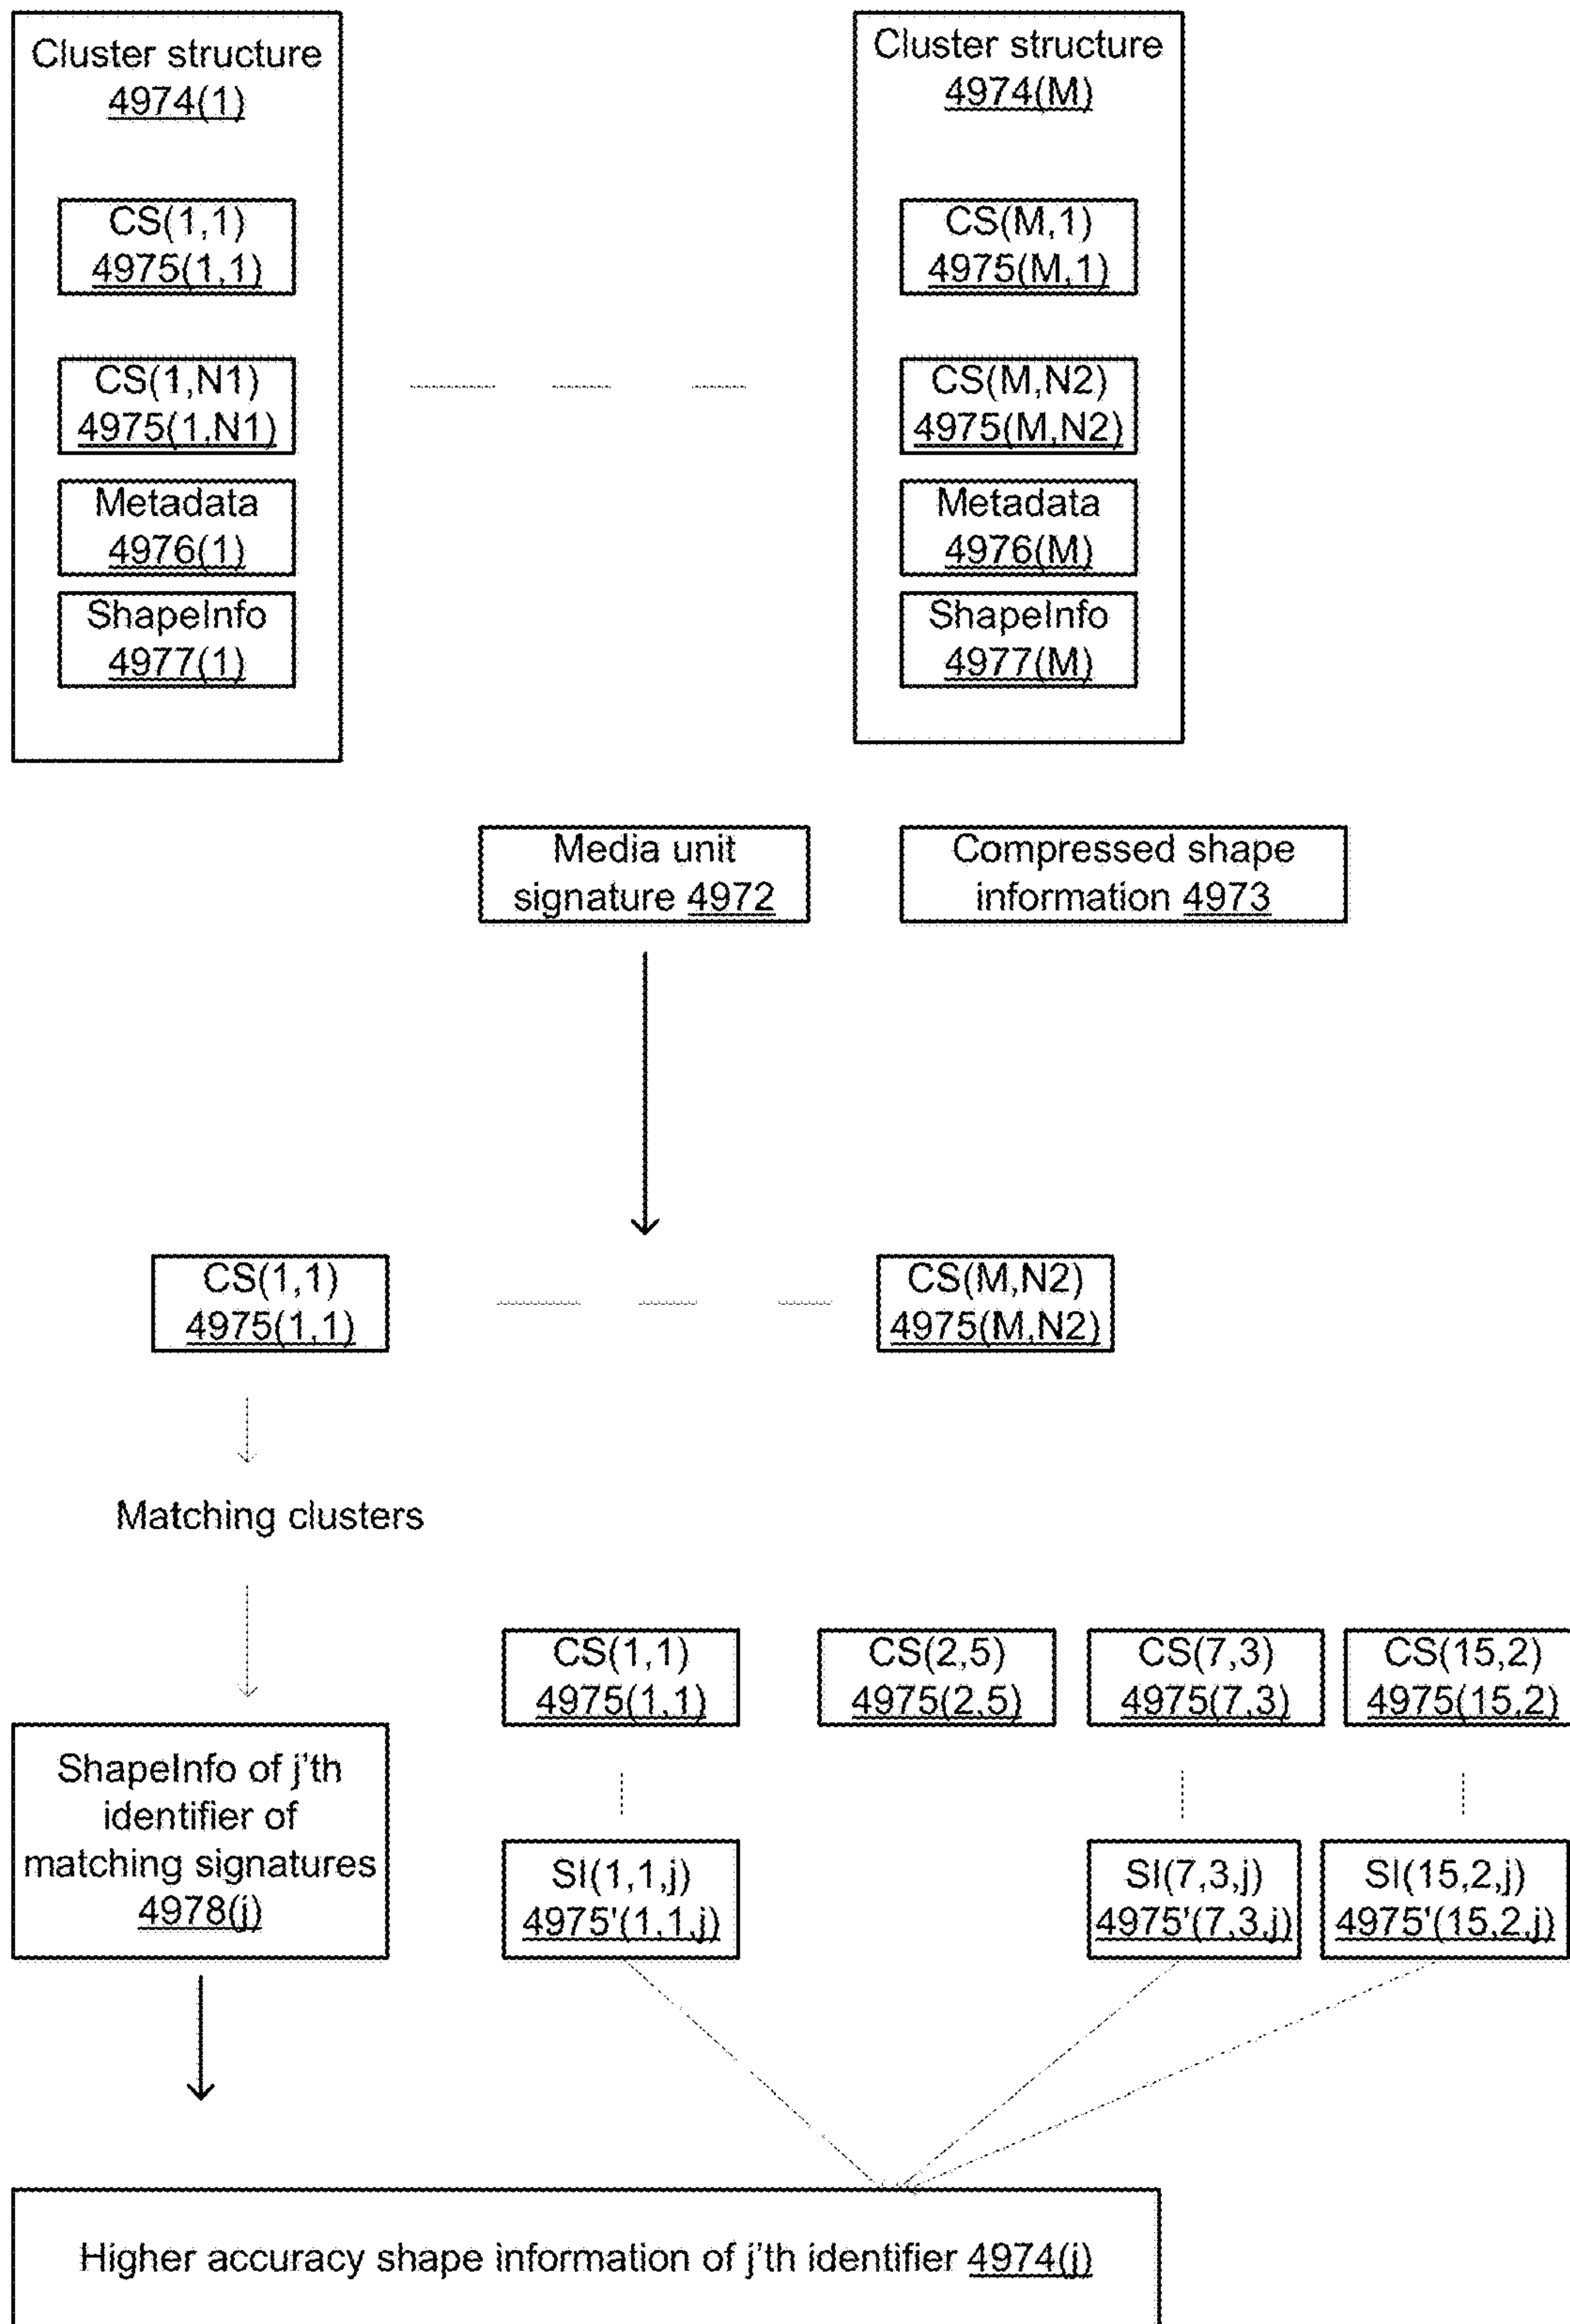 Cluster structure
4974(1)
CS(1,1)
4975(1,1)
CS(1,N1)
4975(1,N1)
Metadata
4976(1)
ShapeInfo
4977(1)
Cluster structure
4974(M)
CS(M,1)
4975(M,1)
CS(M,N2)
4975(M,N2)
Metadata
4976(M)
ShapeInfo
4977(M)
Media unit
signature 4972
Compressed shape
information 4973
CS(1,1)
4975(1,1)
CS(M,N2)
4975(M,N2)
Matching clusters
CS(1,1)
4975(1,1)
CS(2,5)
4975(2,5)
CS(7,3)
4975(7,3)
CS(15,2)
4975(15,2)
ShapeInfo of j'th
identifier of
matching signatures
4978(j)
SI(1,1,j)
4975'(1,1,j)
SI(7,3,j)
4975'(7,3,j)
SI(15,2,j)
4975'(15,2,j)
Higher accuracy shape information of j'th identifier 4974(j)